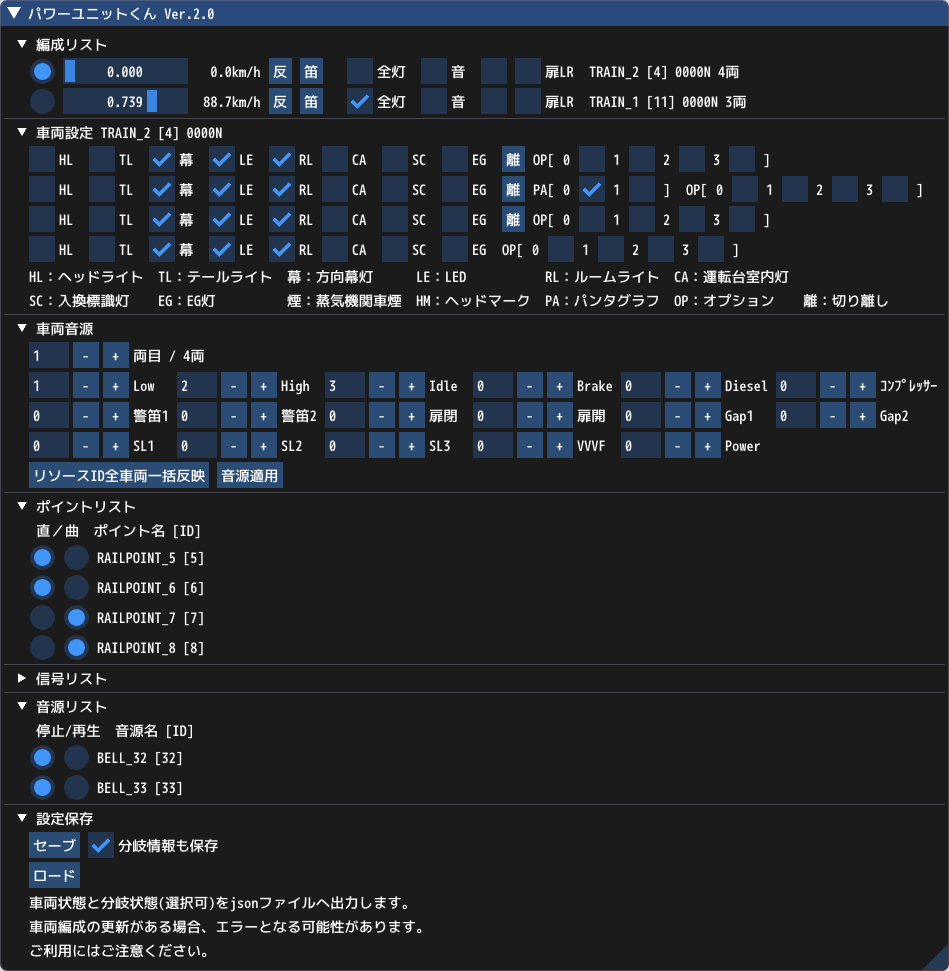 パワーユニットくん Ver.2.0
編成リスト
0.000 0.0km/h 反 笛 全灯 音 扉LR TRAIN_2 [4] 0000N 4両
0.739 88.7km/h 反 笛 全灯 音 扉LR TRAIN_1 [11] 0000N 3両
車両設定 TRAIN_2 [4] 0000N
HL TL 幕 LE RL CA SC EG 離 OP[ 0 1 2 3 ]
HL TL 幕 LE RL CA SC EG 離 PA[ 0 1 ] OP[ 0 1 2 3 ]
HL TL 幕 LE RL CA SC EG 離 OP[ 0 1 2 3 ]
HL TL 幕 LE RL CA SC EG OP[ 0 1 2 3 ]
HL：ヘッドライト TL：テールライト 幕：方向幕灯 LE：LED RL：ルームライト CA：運転台室内灯
SC：入換標識灯 EG：EG灯 煙：蒸気機関車煙 HM：ヘッドマーク PA：パンタグラフ OP：オプション 離：切り離し
車両音源
1 - + 両目 / 4両
1 - + Low 2 - + High 3 - + Idle 0 - + Brake 0 - + Diesel 0 - + ｺﾝﾌﾟﾚｯｻｰ
0 - + 警笛1 0 - + 警笛2 0 - + 扉閉 0 - + 扉開 0 - + Gap1 0 - + Gap2
0 - + SL1 0 - + SL2 0 - + SL3 0 - + VVVF 0 - + Power
リソースID全車両一括反映 音源適用
ポイントリスト
直／曲 ポイント名 [ID]
RAILPOINT_5 [5]
RAILPOINT_6 [6]
RAILPOINT_7 [7]
RAILPOINT_8 [8]
信号リスト
音源リスト
停止/再生 音源名 [ID]
BELL_32 [32]
BELL_33 [33]
設定保存
セーブ 分岐情報も保存
ロード
車両状態と分岐状態(選択可)をjsonファイルへ出力します。
車両編成の更新がある場合、エラーとなる可能性があります。
ご利用にはご注意ください。